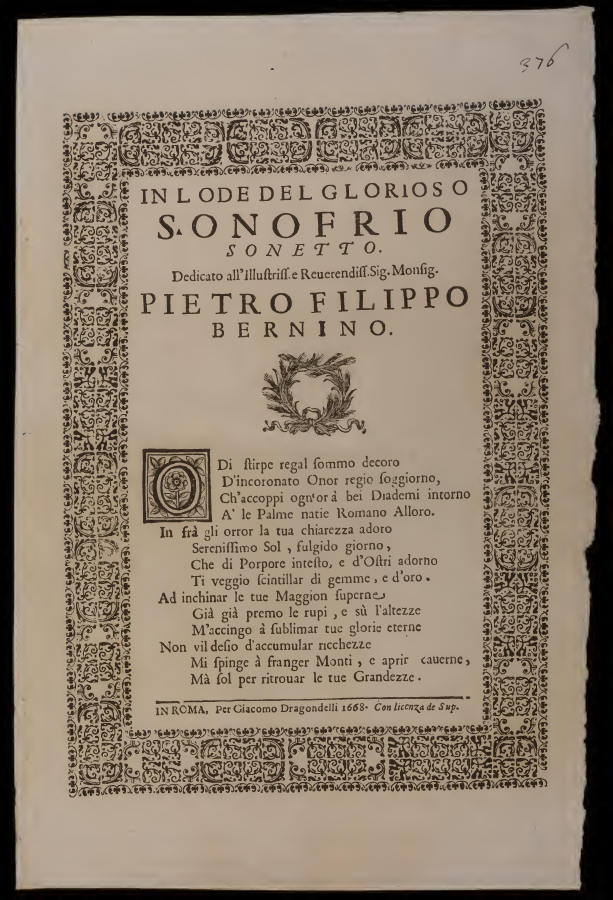 376
IN LODE DEL GLORIOSO
S. ONOFRIO
SONETTO.
Dedicato all'Illuſtriſſ. e Reuerendiſſ. Sig. Monſig.
PIETRO FILIPPO
BERNINO.
O Di ſtirpe regal ſommo decoro
D'incoronato Onor regio ſoggiorno,
Ch'accoppi ogn'or à bei Diademi intorno
A' le Palme natie Romano Alloro.
In frà gli orror la tua chiarezza adoro
Sereniſſimo Sol, fulgido giorno,
Che di Porpore inteſto, e d'Oſtri adorno
Ti veggio ſcintillar di gemme, e d'oro.
Ad inchinar le tue Maggion ſuperne
Già già premo le rupi, e sù l'altezze
M'accingo à ſublimar tue glorie eterne
Non vil deſio d'accumular ricchezze
Mi ſpinge à franger Monti, e aprir cauerne,
Mà ſol per ritrouar le tue Grandezze.
IN ROMA, Per Giacomo Dragondelli 1668. Con licenza de Sup.